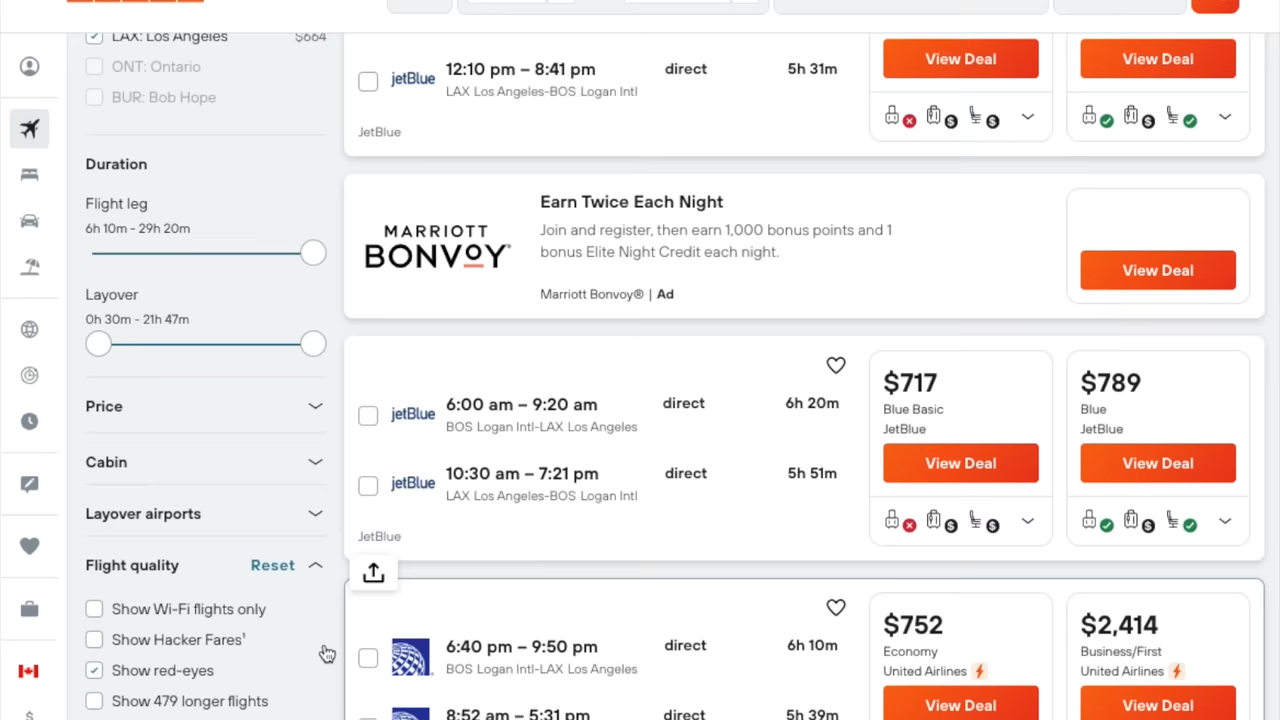 LAX: Los Angeles $664
ONT: Ontario
BUR: Bob Hope
Duration
Flight leg
6h 10m - 29h 20m
Layover
0h 30m - 21h 47m
Price
Cabin
Layover airports
Flight quality Reset
Show Wi-Fi flights only
Show Hacker Fares¹
Show red-eyes
Show 479 longer flights
jetBlue 12:10 pm – 8:41 pm direct 5h 31m
LAX Los Angeles-BOS Logan Intl
JetBlue
View Deal View Deal
MARRIOTT
BONVOY®
Earn Twice Each Night
Join and register, then earn 1,000 bonus points and 1
bonus Elite Night Credit each night.
Marriott Bonvoy® | Ad
View Deal
jetBlue 6:00 am – 9:20 am direct 6h 20m
BOS Logan Intl-LAX Los Angeles
jetBlue 10:30 am – 7:21 pm direct 5h 51m
LAX Los Angeles-BOS Logan Intl
JetBlue
$717 $789
Blue Basic Blue
JetBlue JetBlue
View Deal View Deal
6:40 pm – 9:50 pm direct 6h 10m
BOS Logan Intl-LAX Los Angeles
8:52 am – 5:31 pm direct 5h 39m
$752 $2,414
Economy Business/First
United Airlines United Airlines
View Deal View Deal